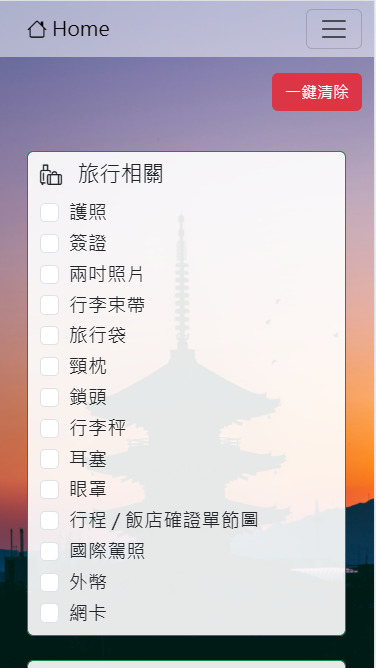 Home
一鍵清除
旅行相關
護照
簽證
兩吋照片
行李束帶
旅行袋
頸枕
鎖頭
行李秤
耳塞
眼罩
行程 / 飯店確證單節圖
國際駕照
外幣
網卡